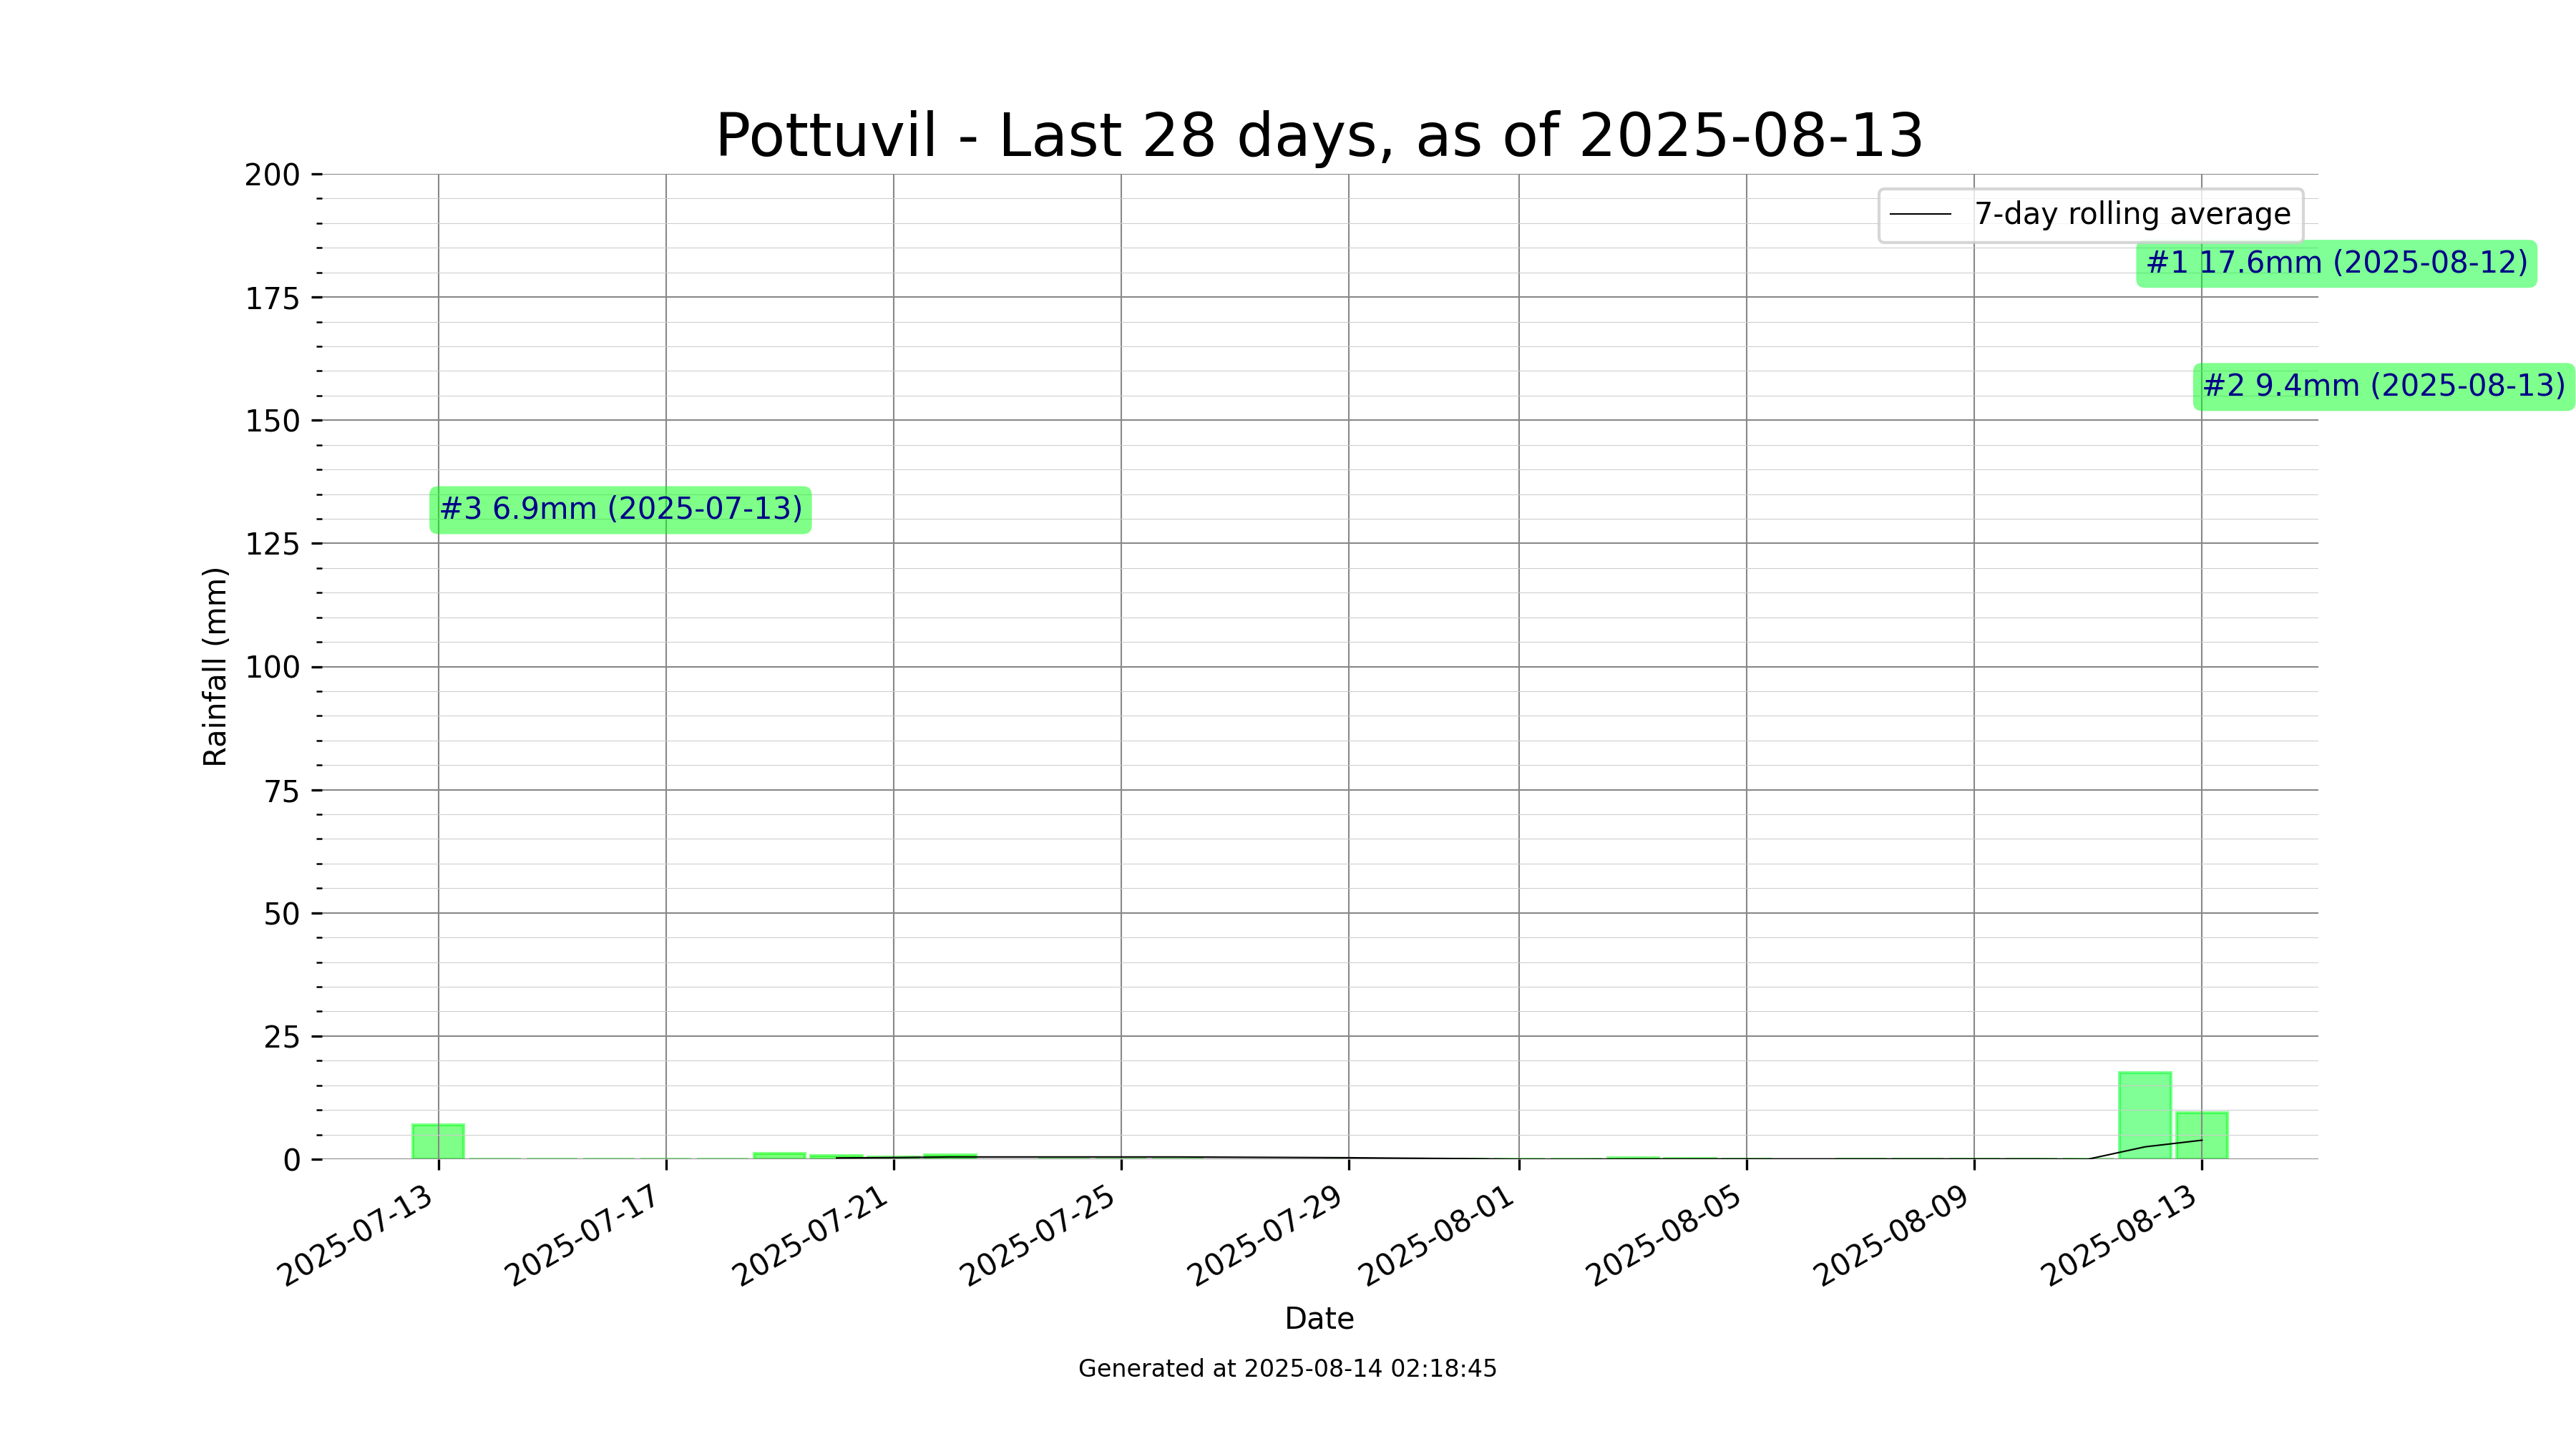 Pottuvil - Last 28 days, as of 2025-08-13
200
175
150
125
100
75
50
25
0
Rainfall (mm)
7-day rolling average
#1 17.6mm (2025-08-12)
#2 9.4mm (2025-08-13)
#3 6.9mm (2025-07-13)
2025-07-13
2025-07-17
2025-07-21
2025-07-25
2025-07-29
2025-08-01
2025-08-05
2025-08-09
2025-08-13
Date
Generated at 2025-08-14 02:18:45